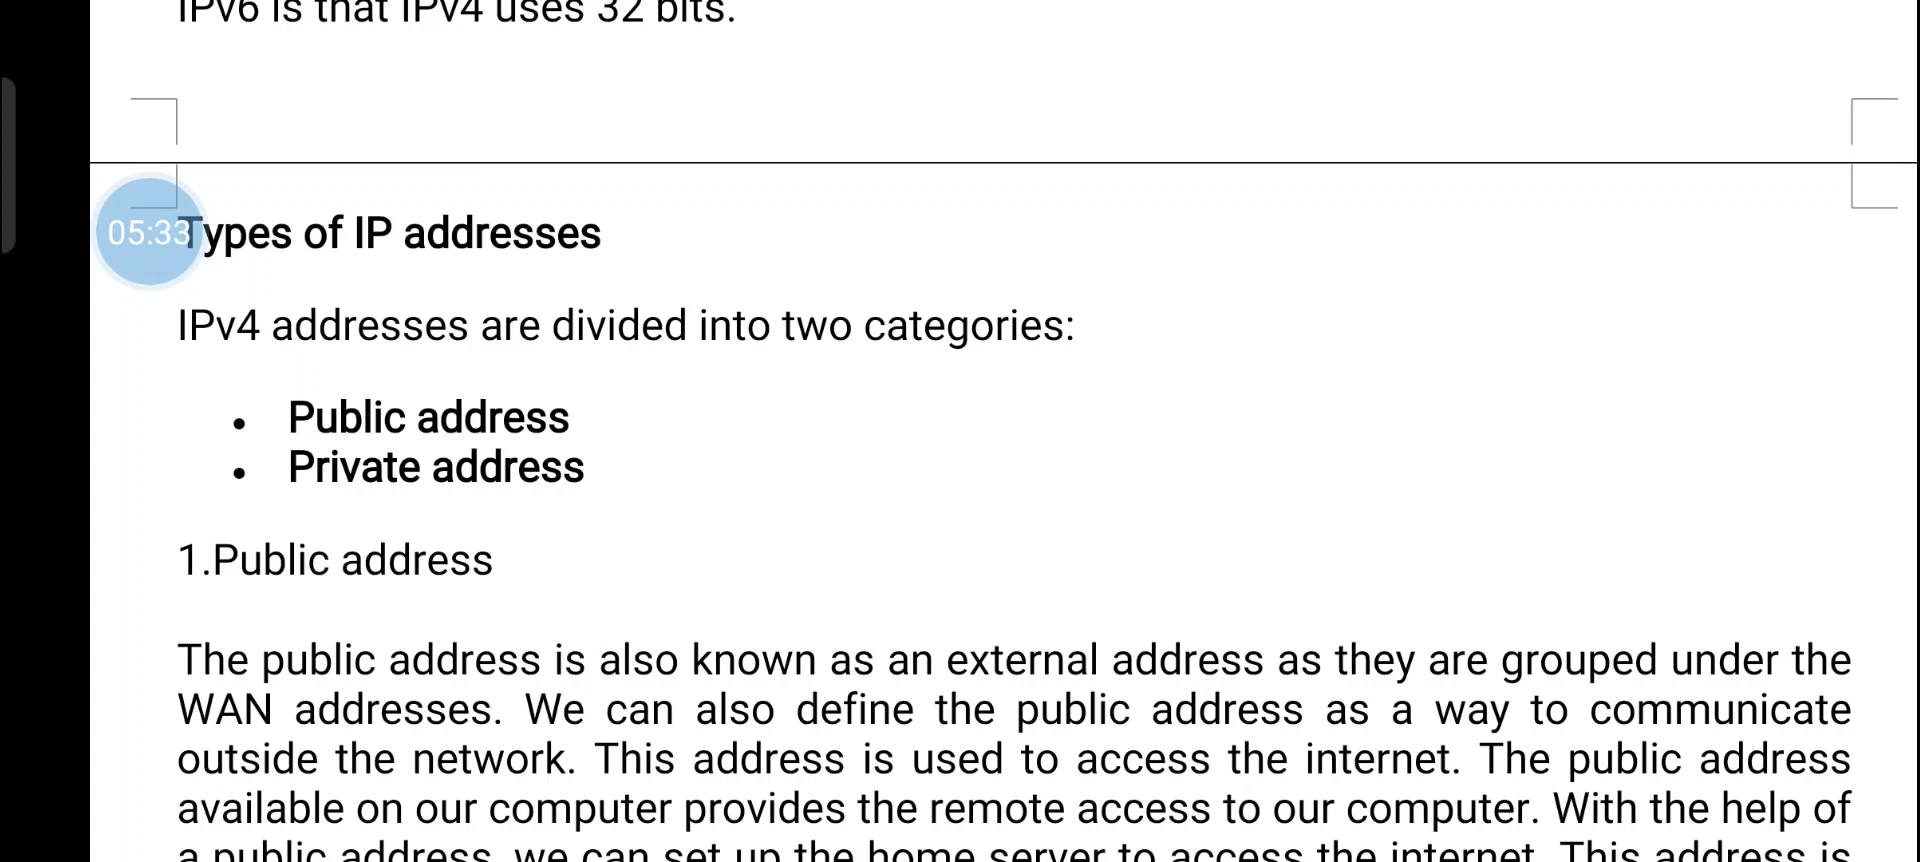 IPv6 is that IPv4 uses 32 bits.
05:33
Types of IP addresses
IPv4 addresses are divided into two categories:
• Public address
• Private address
1.Public address
The public address is also known as an external address as they are grouped under the
WAN addresses. We can also define the public address as a way to communicate
outside the network. This address is used to access the internet. The public address
available on our computer provides the remote access to our computer. With the help of
a public address, we can set up the home server to access the internet. This address is